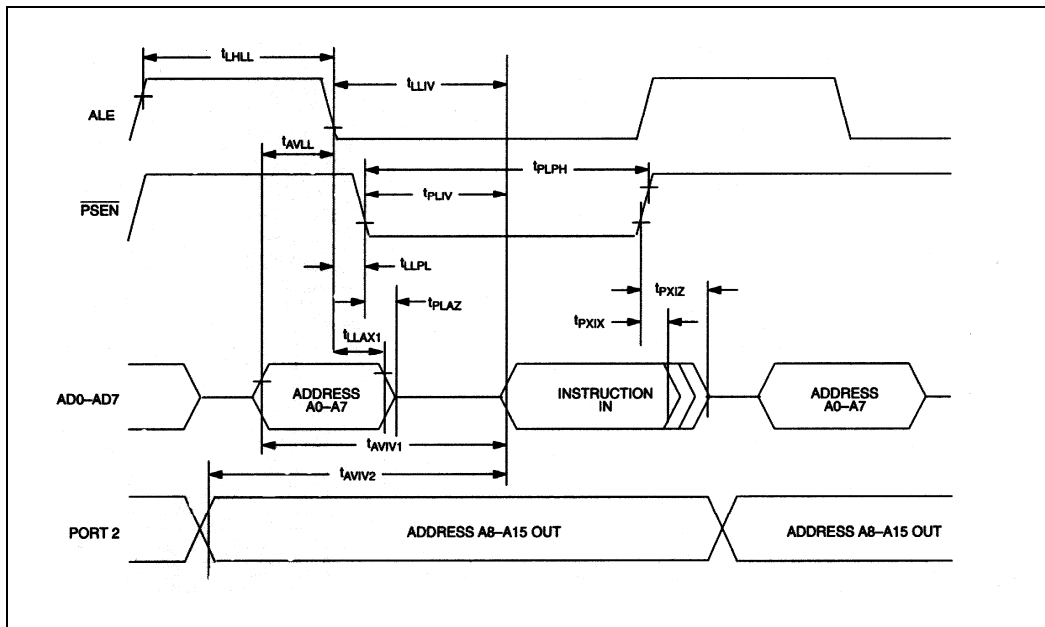 tLHLL
tLLIV
ALE
tAVLL
tPLPH
PSEN
tPLIV
tLLPL
tPXIZ
tPLAZ
tPXIX
tLLAX1
AD0–AD7
ADDRESS
A0–A7
INSTRUCTION
IN
ADDRESS
A0–A7
tAVIV1
tAVIV2
PORT 2
ADDRESS A8–A15 OUT
ADDRESS A8–A15 OUT